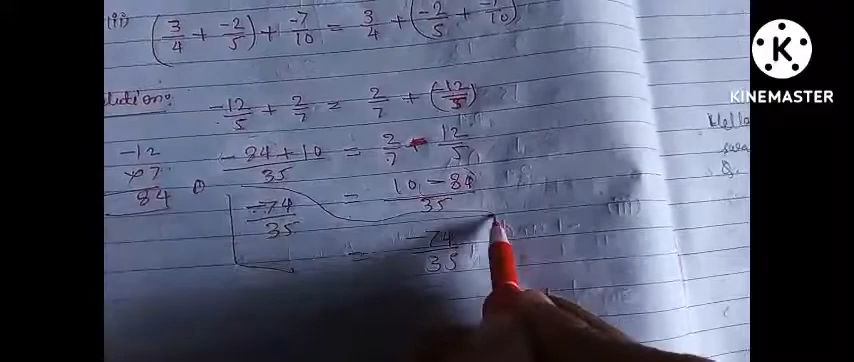 (ii) (3/4 + -2/5) + -7/10 = 3/4 + (-2/5 + -7/10)
-12/5 + 2/7 = 2/7 + (-12/5)
-12 × 7 84
-84+10/35 = 2/7 - 12/5
= 10 - 84/35
-74/35
= -74/35
(iii)
Hello
Q.
K
KINEMASTER